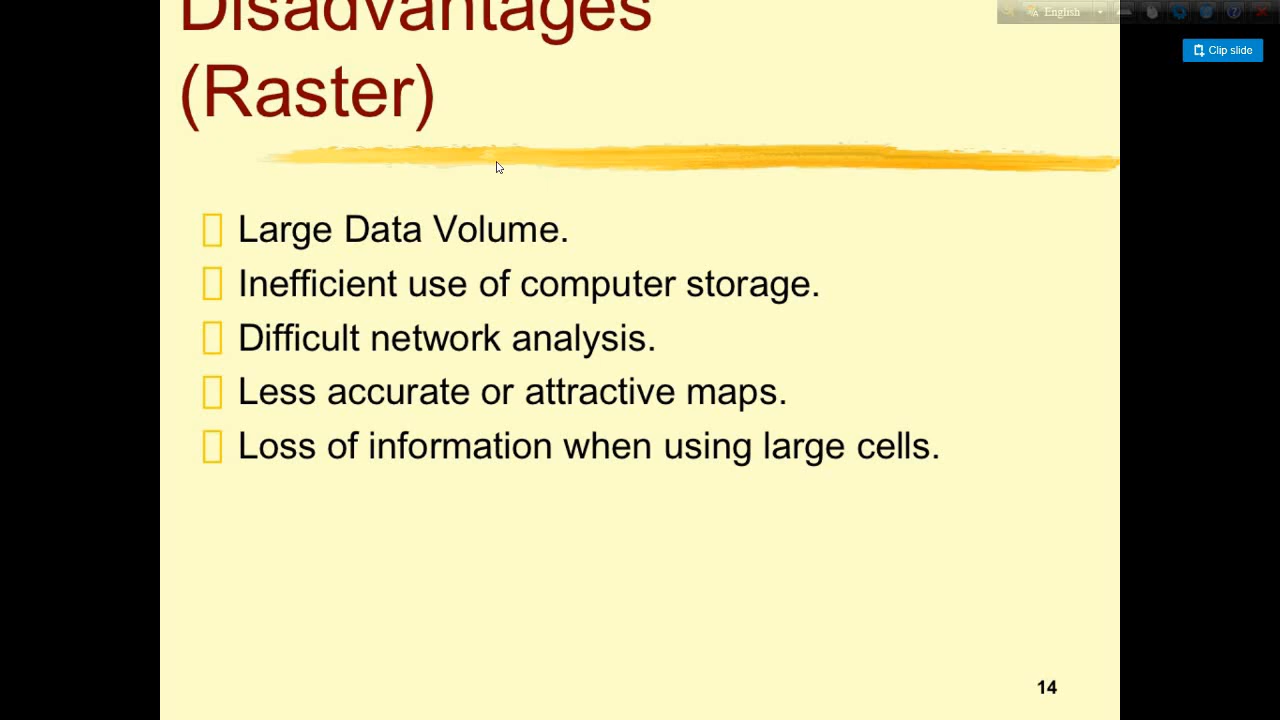 Disadvantages
(Raster)
English
Clip slide
Large Data Volume.
Inefficient use of computer storage.
Difficult network analysis.
Less accurate or attractive maps.
Loss of information when using large cells.
14